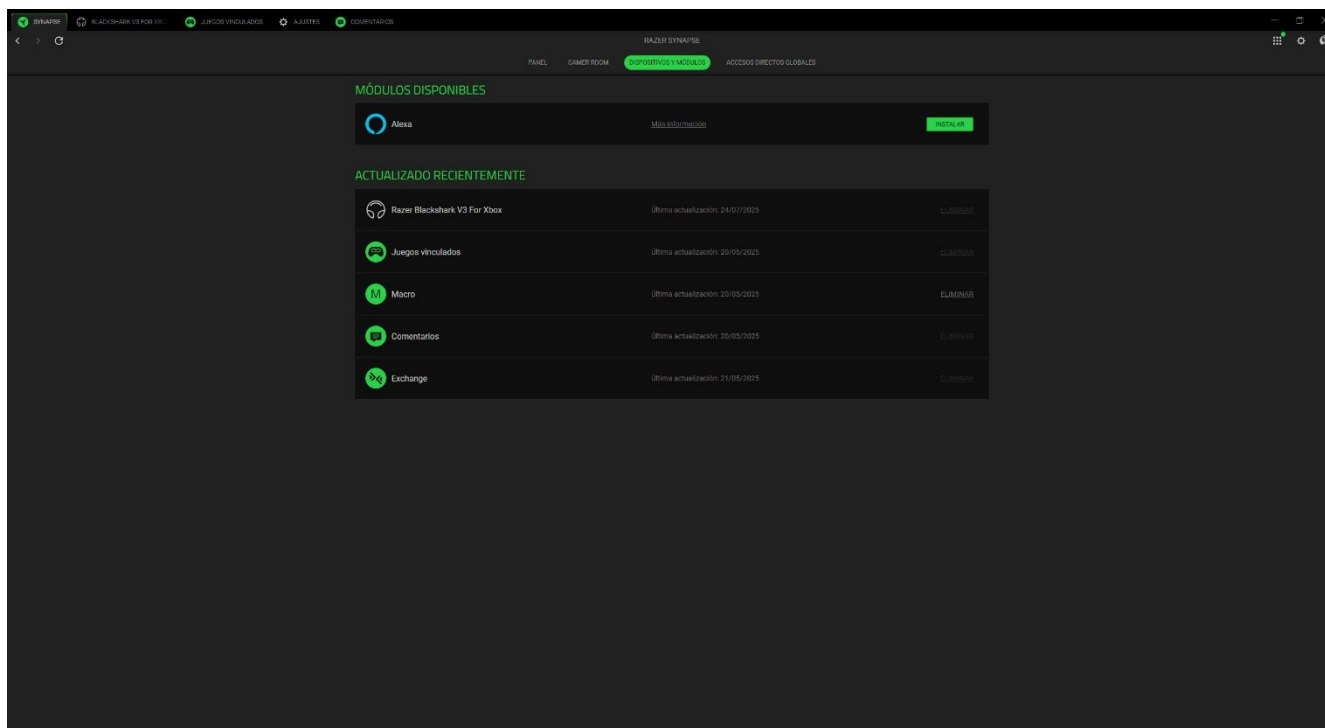 SYNAPSE BLACKSHARK V3 FOR XBO JUEGOS VINCULADOS AJUSTES COMENTARIOS
RAZER SYNAPSE
PANEL GAMER ROOM DISPOSITIVOS Y MÓDULOS ACCESOS DIRECTOS GLOBALES
MÓDULOS DISPONIBLES
Alexa Más información INSTALAR
ACTUALIZADO RECIENTEMENTE
Razer Blackshark V3 For Xbox Última actualización: 24/07/2025 ELIMINAR
Juegos vinculados Última actualización: 20/05/2025 ELIMINAR
M Macro Última actualización: 20/05/2025 ELIMINAR
Comentarios Última actualización: 20/05/2025 ELIMINAR
Exchange Última actualización: 21/05/2025 ELIMINAR